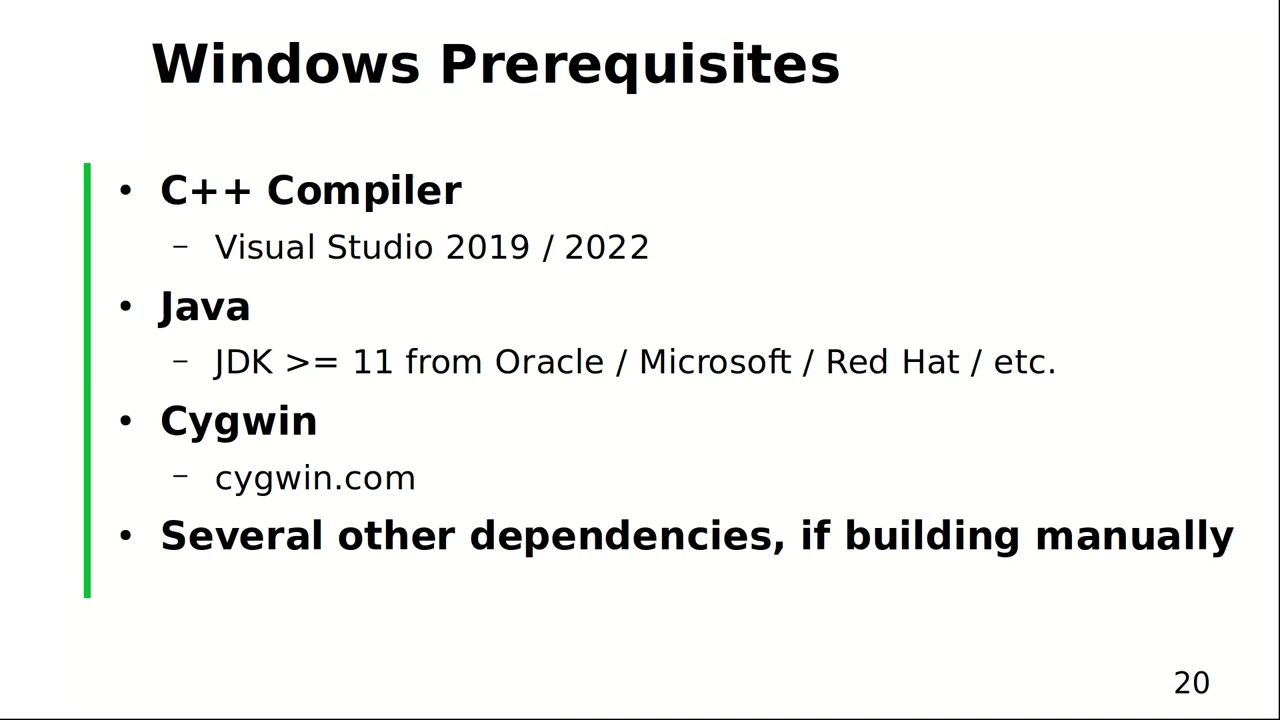 Windows Prerequisites
• C++ Compiler
– Visual Studio 2019 / 2022
• Java
– JDK >= 11 from Oracle / Microsoft / Red Hat / etc.
• Cygwin
– cygwin.com
• Several other dependencies, if building manually
20